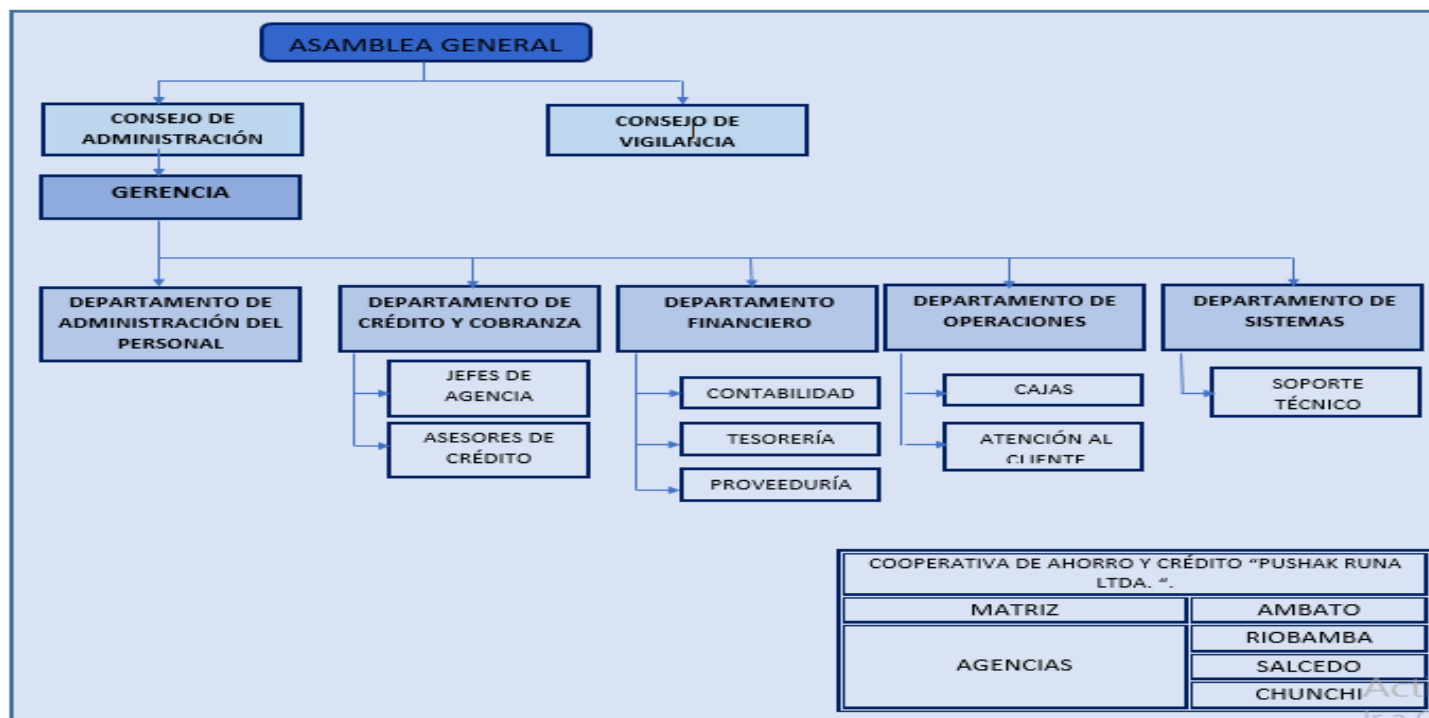 ASAMBLEA GENERAL
CONSEJO DE
ADMINISTRACIÓN
CONSEJO DE
VIGILANCIA
GERENCIA
DEPARTAMENTO DE
ADMINISTRACIÓN DEL
PERSONAL
DEPARTAMENTO DE
CRÉDITO Y COBRANZA
DEPARTAMENTO
FINANCIERO
DEPARTAMENTO DE
OPERACIONES
DEPARTAMENTO DE
SISTEMAS
JEFES DE
AGENCIA
ASESORES DE
CRÉDITO
CONTABILIDAD
TESORERÍA
PROVEEDURÍA
CAJAS
ATENCIÓN AL
CLIENTE
SOPORTE
TÉCNICO
COOPERATIVA DE AHORRO Y CRÉDITO “PUSHAK RUNA
LTDA. “.
MATRIZ
AMBATO
AGENCIAS
RIOBAMBA
SALCEDO
CHUNCHI